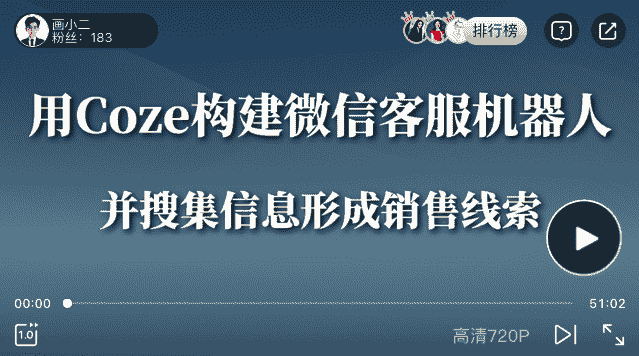 画小二
粉丝：183
排行榜
用Coze构建微信客服机器人
并搜集信息形成销售线索
00:00
51:02
1.0
高清720P